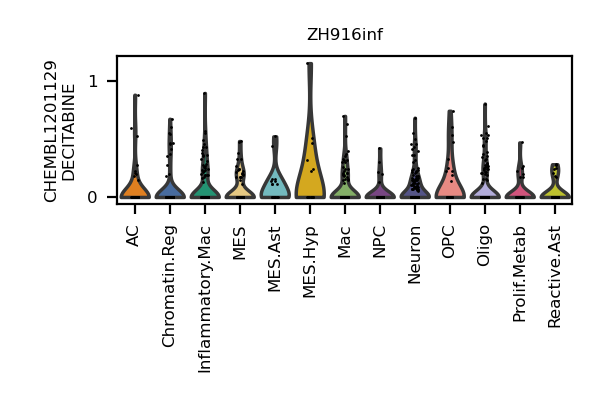 ZH916inf
CHEMBL1201129
DECITABINE
1
0
AC
Chromatin.Reg
Inflammatory.Mac
MES
MES.Ast
MES.Hyp
Mac
NPC
Neuron
OPC
Oligo
Prolif.Metab
Reactive.Ast